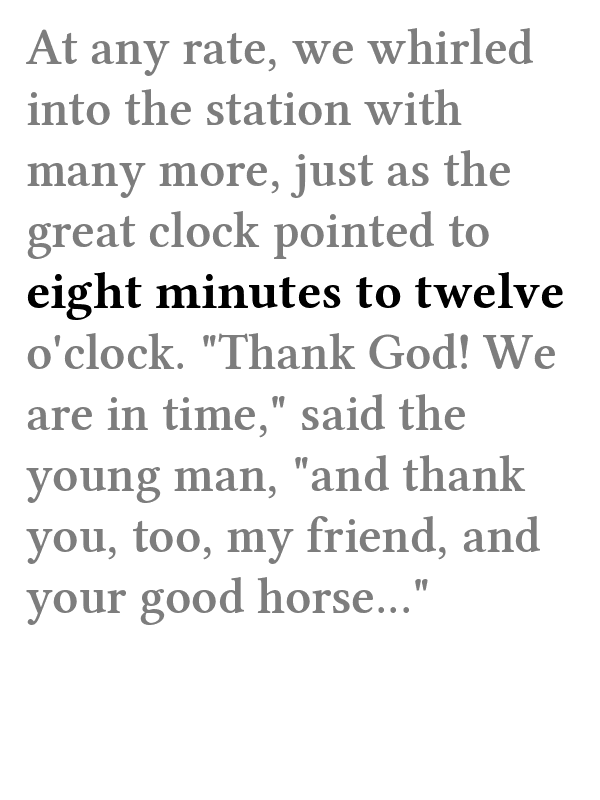 At any rate, we whirled
into the station with
many more, just as the
great clock pointed to
eight minutes to twelve
o'clock. "Thank God! We
are in time," said the
young man, "and thank
you, too, my friend, and
your good horse..."